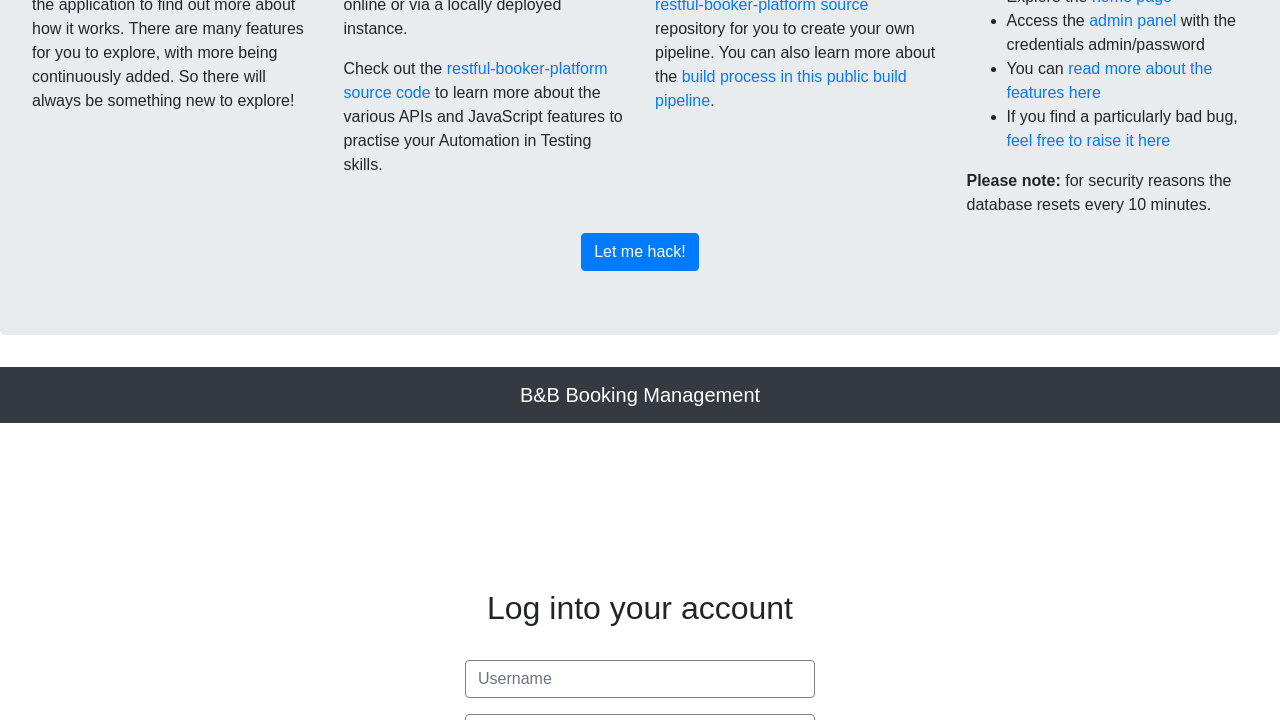 the application to find out more about
how it works. There are many features
for you to explore, with more being
continuously added. So there will
always be something new to explore!
online or via a locally deployed
instance.
Check out the restful-booker-platform
source code to learn more about the
various APIs and JavaScript features to
practise your Automation in Testing
skills.
restful-booker-platform source
repository for you to create your own
pipeline. You can also learn more about
the build process in this public build
pipeline.
Explore the home page
Access the admin panel with the
credentials admin/password
You can read more about the
features here
If you find a particularly bad bug,
feel free to raise it here
Please note: for security reasons the
database resets every 10 minutes.
Let me hack!
B&B Booking Management
Log into your account
Username